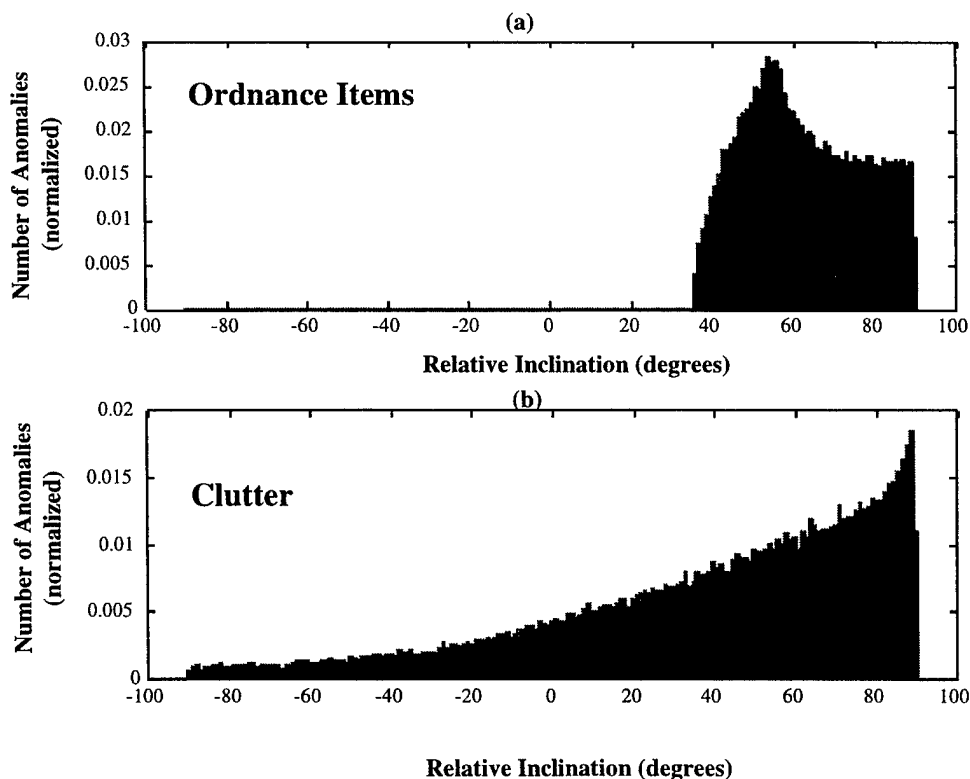 (a)
0.03
0.025
0.02
0.015
0.01
0.005
0
Number of Anomalies
(normalized)
Ordnance Items
-100 -80 -60 -40 -20 0 20 40 60 80 100
Relative Inclination (degrees)
(b)
0.02
0.015
0.01
0.005
0
Number of Anomalies
(normalized)
Clutter
-100 -80 -60 -40 -20 0 20 40 60 80 100
Relative Inclination (degrees)